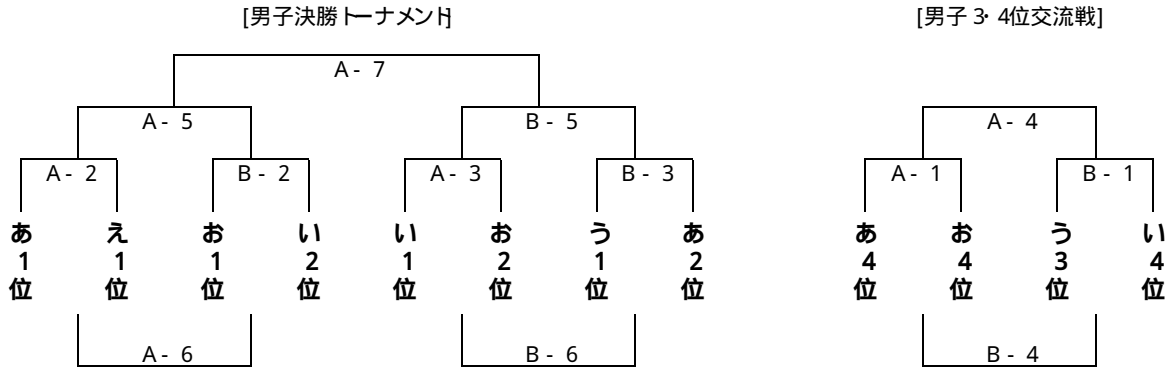 [男子決勝トーナメント] [男子3・4位交流戦]
A-7
A-5 B-5 A-4
A-2 B-2 A-3 B-3 A-1 B-1
あ1位 え1位 お1位 い2位 い1位 お2位 う1位 あ2位 あ4位 お4位 う3位 い4位
A-6 B-6 B-4